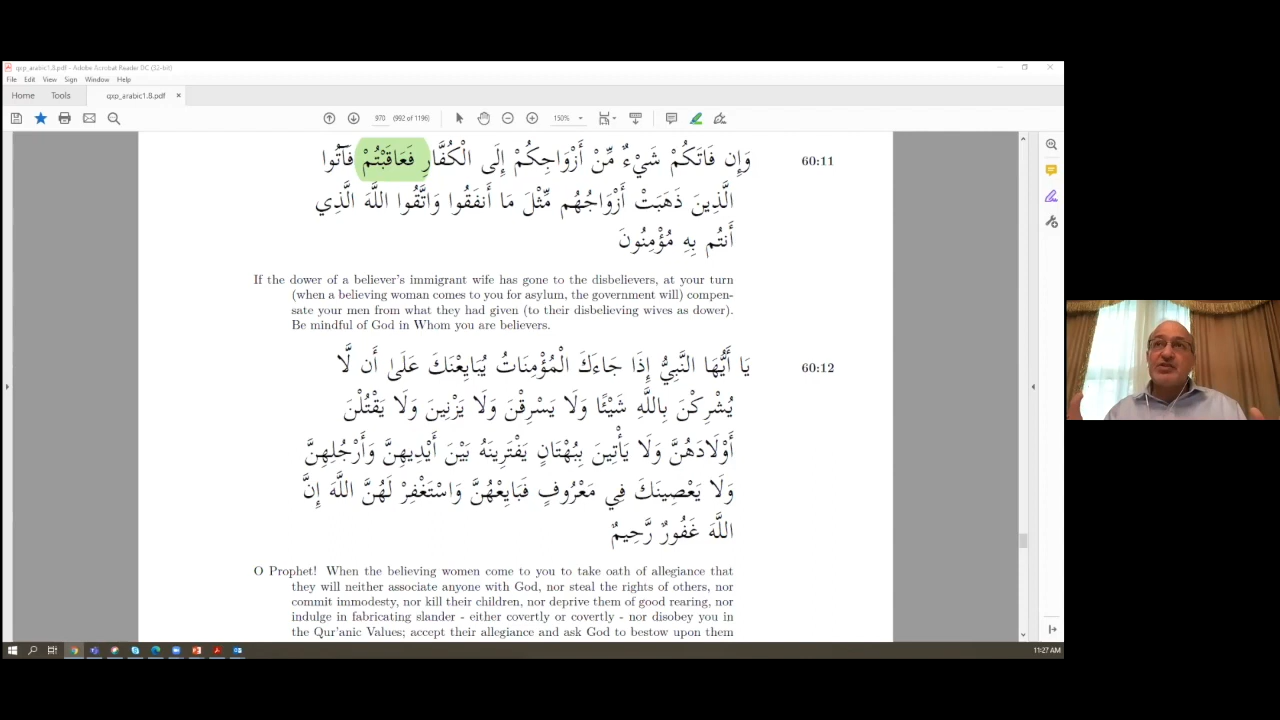 qxp_arabic1.8.pdf - Adobe Acrobat Reader DC (32-bit)
File Edit View Sign Window Help
Home Tools qxp_arabic1.8.pdf ×
970 (992 of 1196) 150%
وَإِن فَاتَكُمْ شَيْءٌ مِّنْ أَزْوَاجِكُمْ إِلَى الْكُفَّارِ فَعَاقَبْتُمْ فَآتُوا 60:11
الَّذِينَ ذَهَبَتْ أَزْوَاجُهُم مِّثْلَ مَا أَنفَقُوا وَاتَّقُوا اللَّهَ الَّذِي
أَنتُم بِهِ مُؤْمِنُونَ
If the dower of a believer's immigrant wife has gone to the disbelievers, at your turn
(when a believing woman comes to you for asylum, the government will) compen-
sate your men from what they had given (to their disbelieving wives as dower).
Be mindful of God in Whom you are believers.
يَا أَيُّهَا النَّبِيُّ إِذَا جَاءَكَ الْمُؤْمِنَاتُ يُبَايِعْنَكَ عَلَىٰ أَن لَّا 60:12
يُشْرِكْنَ بِاللَّهِ شَيْئًا وَلَا يَسْرِقْنَ وَلَا يَزْنِينَ وَلَا يَقْتُلْنَ
أَوْلَادَهُنَّ وَلَا يَأْتِينَ بِبُهْتَانٍ يَفْتَرِينَهُ بَيْنَ أَيْدِيهِنَّ وَأَرْجُلِهِنَّ
وَلَا يَعْصِينَكَ فِي مَعْرُوفٍ فَبَايِعْهُنَّ وَاسْتَغْفِرْ لَهُنَّ اللَّهَ إِنَّ
اللَّهَ غَفُورٌ رَّحِيمٌ
O Prophet! When the believing women come to you to take oath of allegiance that
they will neither associate anyone with God, nor steal the rights of others, nor
commit immodesty, nor kill their children, nor deprive them of good rearing, nor
indulge in fabricating slander - either covertly or covertly - nor disobey you in
the Qur'anic Values; accept their allegiance and ask God to bestow upon them
11:27 AM